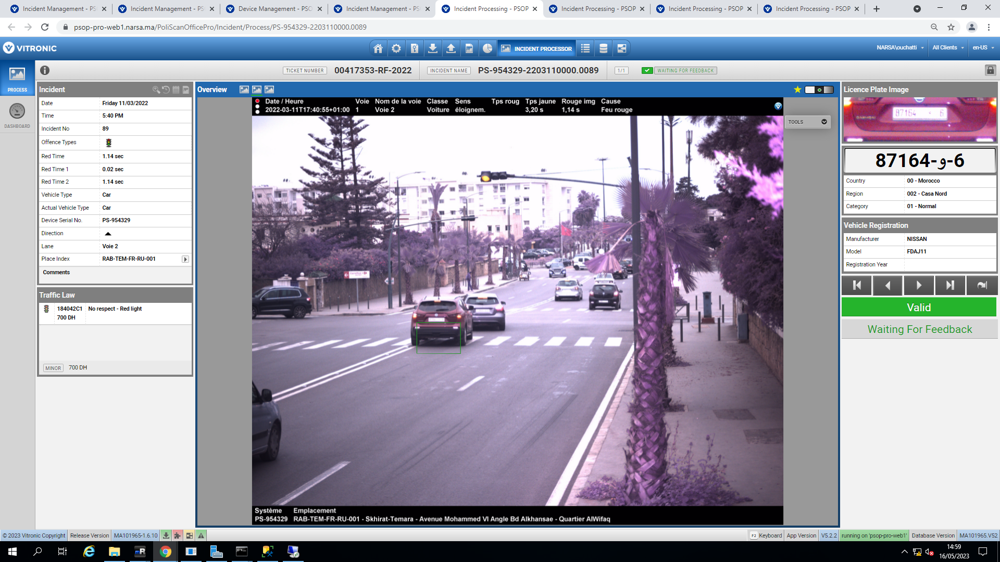 Incident Management - PS
Incident Management - PS
Device Management - PSO
Incident Management - PS
Incident Processing - PSOP
Incident Processing - PSOP
Incident Processing - PSOP
Incident Processing - PSOP
psop-pro-web1.narsa.ma/PoliScanOfficePro/Incident/Process/PS-954329-2203110000.0089
VITRONIC
INCIDENT PROCESSOR
NARSA\ouchatti
All Clients
en-US
PROCESS
DASHBOARD
TICKET NUMBER 00417353-RF-2022
INCIDENT NAME PS-954329-2203110000.0089
1/1
WAITING FOR FEEDBACK
Incident
Date Friday 11/03/2022
Time 5:40 PM
Incident No 89
Offence Types
Red Time 1.14 sec
Red Time 1 0.02 sec
Red Time 2 1.14 sec
Vehicle Type Car
Actual Vehicle Type Car
Device Serial No. PS-954329
Direction
Lane Voie 2
Place Index RAB-TEM-FR-RU-001
Comments
Traffic Law
184042C1 No respect - Red light
700 DH
MINOR 700 DH
Overview
Date / Heure Voie Nom de la voie Classe Sens Tps roug Tps jaune Rouge img Cause
2022-03-11T17:40:55+01:00 1 Voie 2 Voiture éloignem. 3,20 s 1,14 s Feu rouge
TOOLS
Système Emplacement
PS-954329 RAB-TEM-FR-RU-001 - Skhirat-Temara - Avenue Mohammed VI Angle Bd Alkhansae - Quartier AlWifaq
Licence Plate Image
87164 6
87164-و-6
Country 00 - Morocco
Region 002 - Casa Nord
Category 01 - Normal
Vehicle Registration
Manufacturer NISSAN
Model FDAJ11
Registration Year
Valid
Waiting For Feedback
© 2023 Vitronic Copyright
Release Version
MA101965-1.6.10
F2 Keyboard
App Version
V5.2.2
running on 'psop-pro-web1'
Database Version
MA101965.V52
14:59
16/05/2023